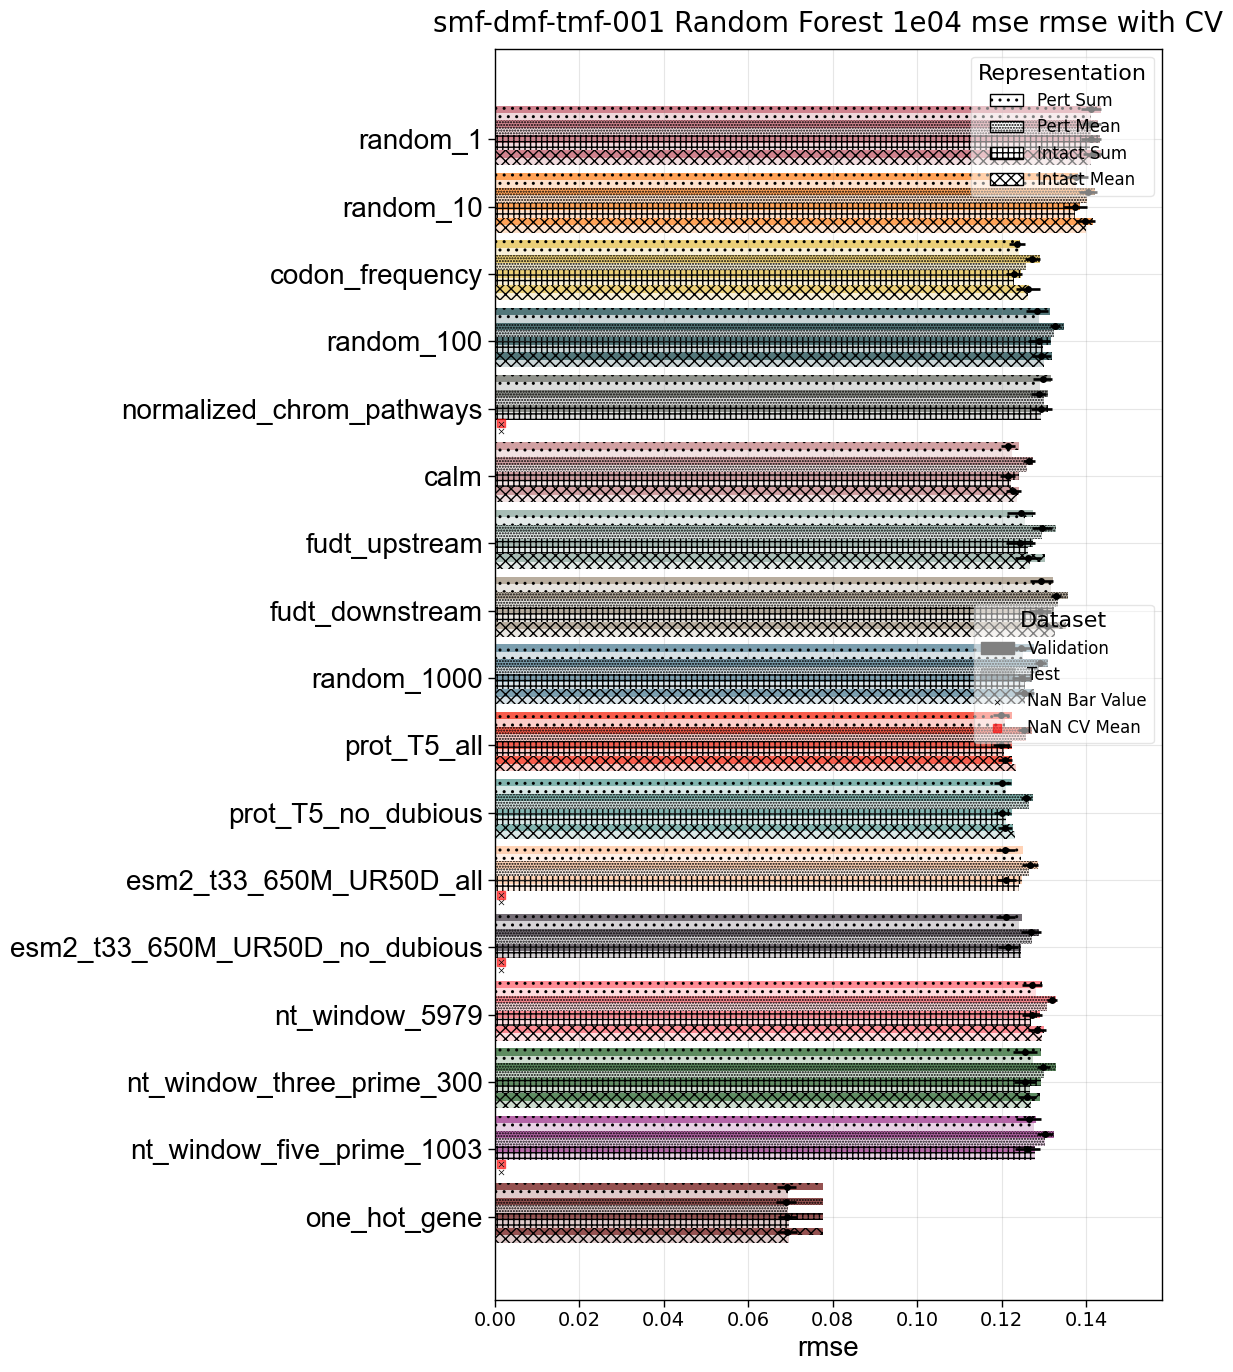 smf-dmf-tmf-001 Random Forest 1e04 mse rmse with CV
Representation
Pert Sum
Pert Mean
Intact Sum
Intact Mean
random_1
random_10
codon_frequency
random_100
normalized_chrom_pathways
calm
fudt_upstream
fudt_downstream
Dataset
Validation
Test
NaN Bar Value
NaN CV Mean
random_1000
prot_T5_all
prot_T5_no_dubious
esm2_t33_650M_UR50D_all
esm2_t33_650M_UR50D_no_dubious
nt_window_5979
nt_window_three_prime_300
nt_window_five_prime_1003
one_hot_gene
0.00 0.02 0.04 0.06 0.08 0.10 0.12 0.14
rmse